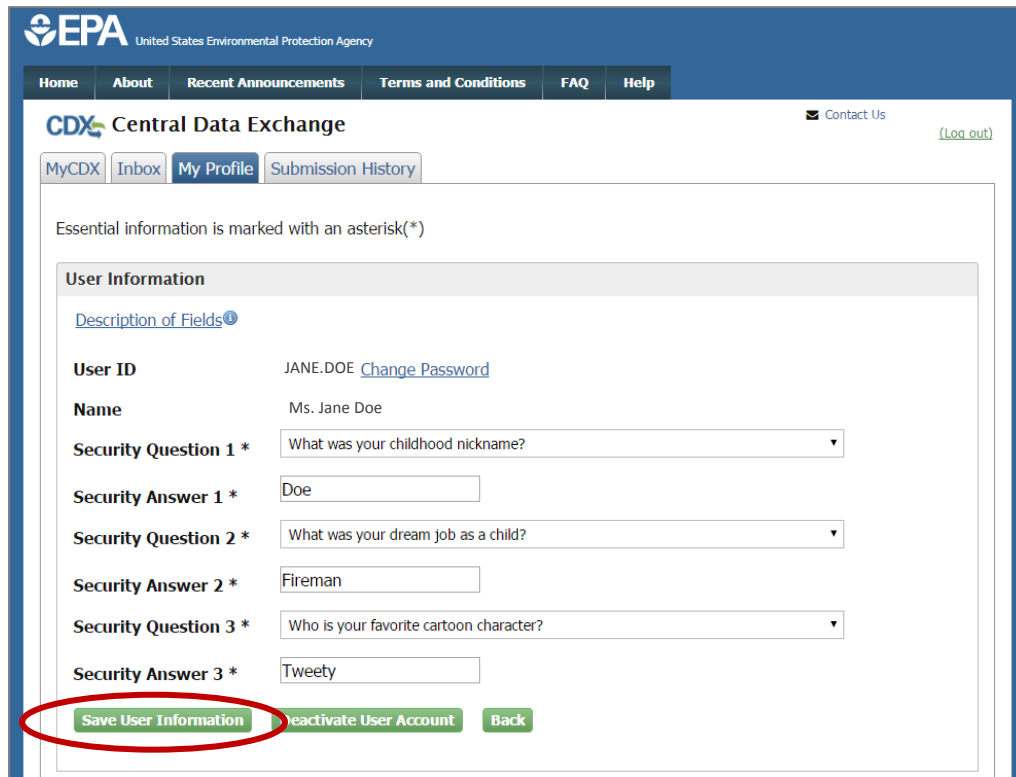 EPA United States Environmental Protection Agency
Home About Recent Announcements Terms and Conditions FAQ Help
CDX Central Data Exchange
Contact Us
(Log out)
MyCDX Inbox My Profile Submission History
Essential information is marked with an asterisk(*)
User Information
Description of Fields
User ID JANE.DOE Change Password
Name Ms. Jane Doe
Security Question 1 * What was your childhood nickname?
Security Answer 1 * Doe
Security Question 2 * What was your dream job as a child?
Security Answer 2 * Fireman
Security Question 3 * Who is your favorite cartoon character?
Security Answer 3 * Tweety
Save User Information Deactivate User Account Back